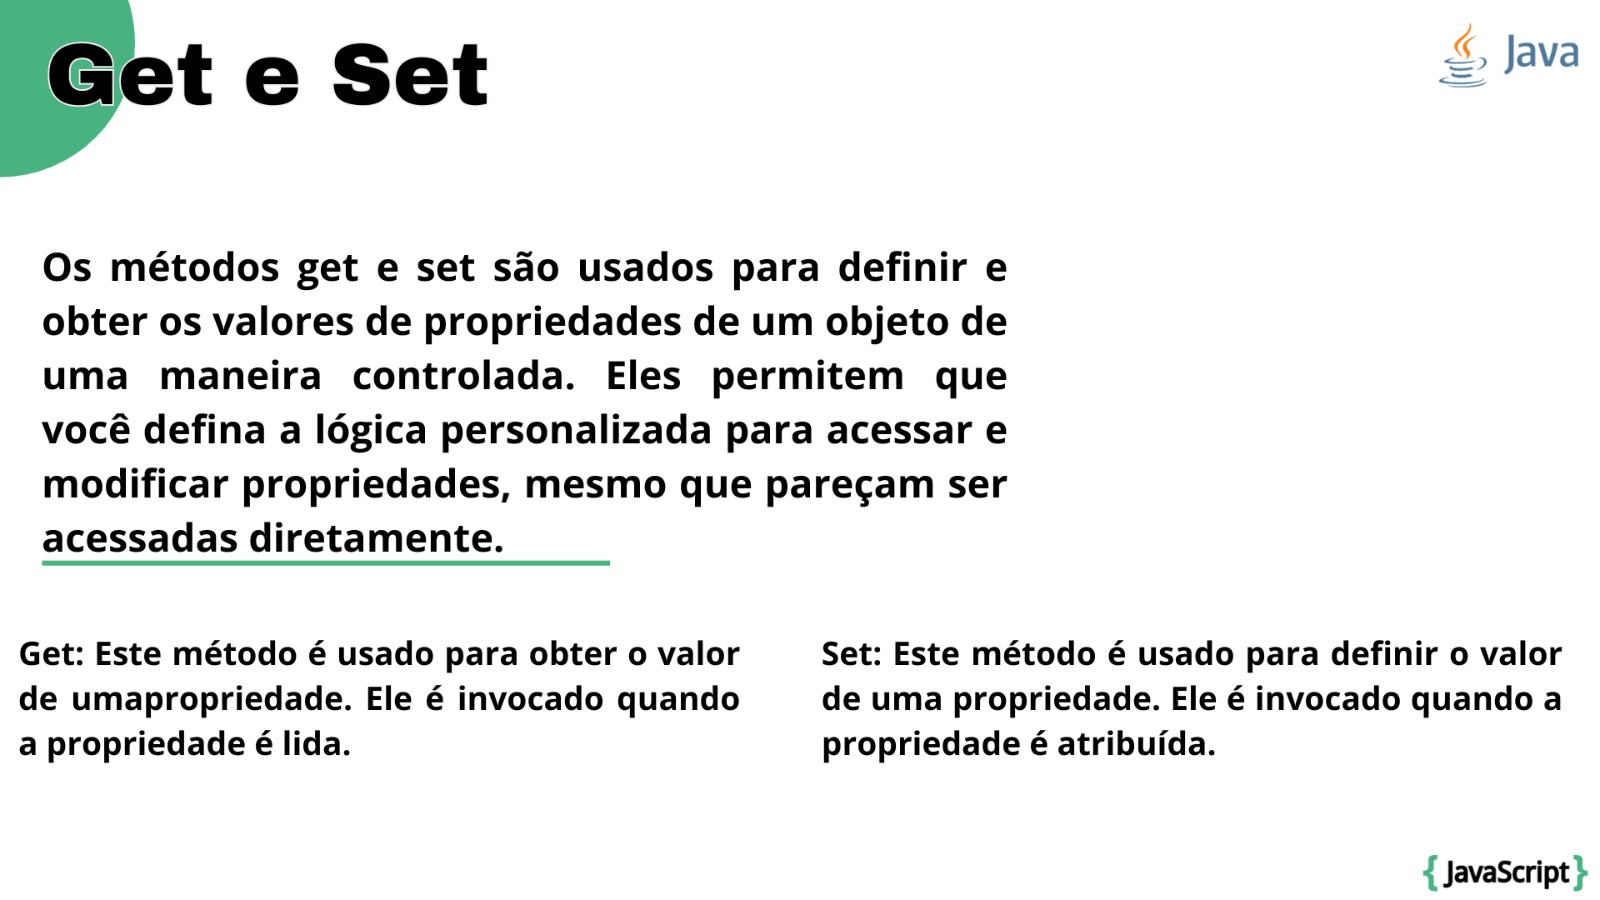 Get e Set
Java
Os métodos get e set são usados para definir e
obter os valores de propriedades de um objeto de
uma maneira controlada. Eles permitem que
você defina a lógica personalizada para acessar e
modificar propriedades, mesmo que pareçam ser
acessadas diretamente.
Get: Este método é usado para obter o valor
de umapropriedade. Ele é invocado quando
a propriedade é lida.
Set: Este método é usado para definir o valor
de uma propriedade. Ele é invocado quando a
propriedade é atribuída.
{ JavaScript }